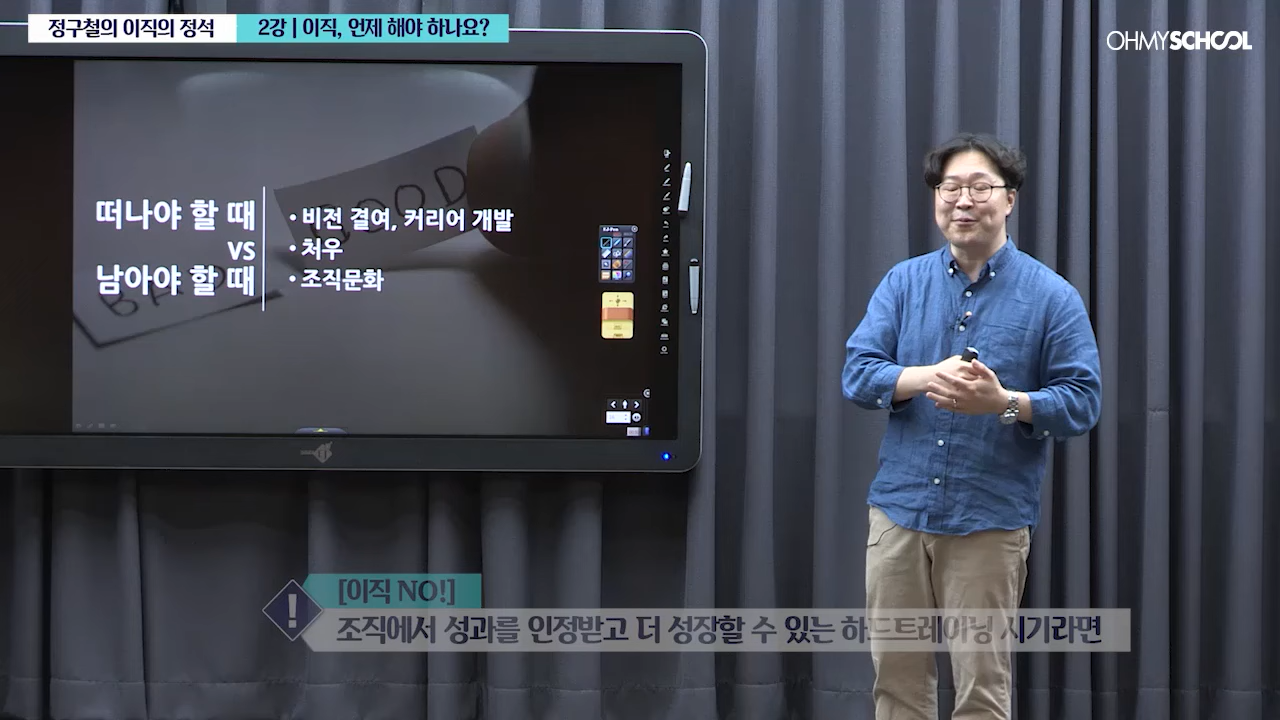 정구철의 이직의 정석
2강 | 이직, 언제 해야 하나요?
OHMYSCHOOL
떠나야 할 때
vs
남아야 할 때
• 비전 결여, 커리어 개발
• 처우
• 조직문화
GOOD
BAD
[이직 NO!]
조직에서 성과를 인정받고 더 성장할 수 있는 하드트레이닝 시기라면